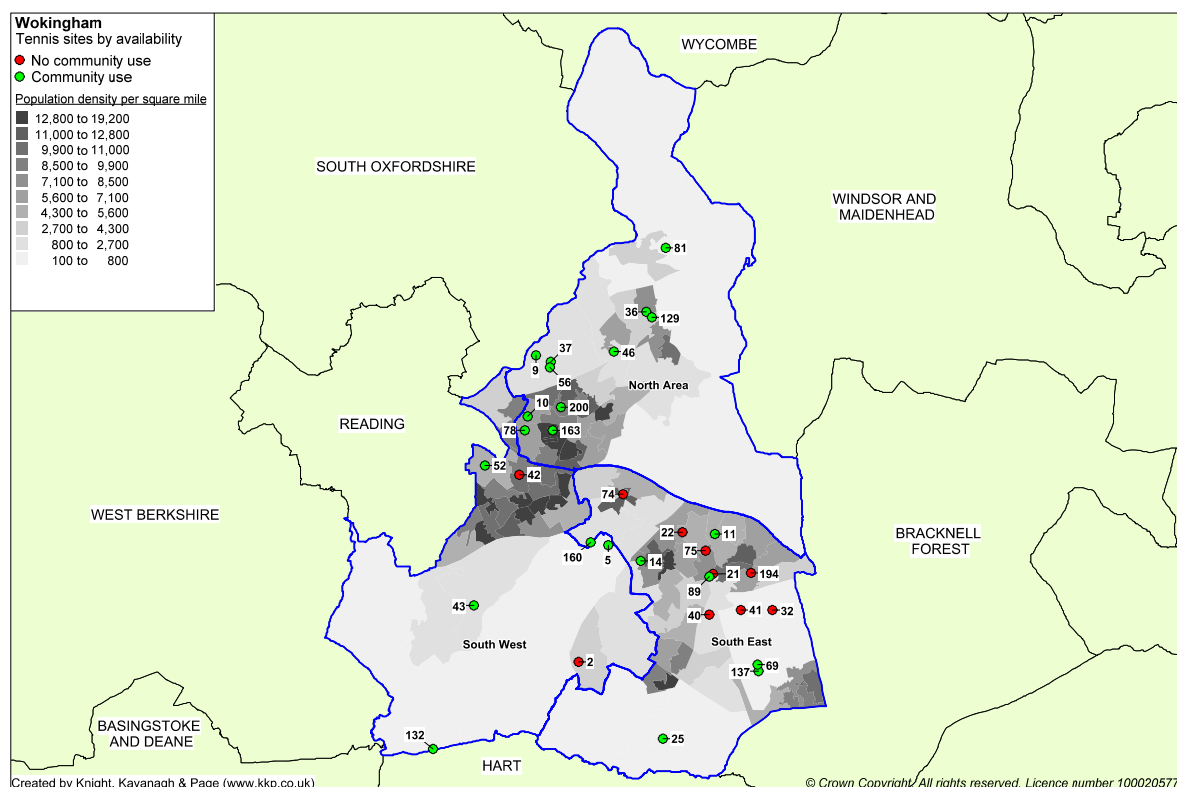 Wokingham
Tennis sites by availability
No community use
Community use
Population density per square mile
12,800 to 19,200
11,000 to 12,800
9,900 to 11,000
8,500 to 9,900
7,100 to 8,500
5,600 to 7,100
4,300 to 5,600
2,700 to 4,300
800 to 2,700
100 to 800
WYCOMBE
SOUTH OXFORDSHIRE
WINDSOR AND
MAIDENHEAD
81
36
129
37
46
9
56
North Area
10
200
READING
78
163
52
42
74
WEST BERKSHIRE
22
11
BRACKNELL
FOREST
75
160
5
14
21
194
89
43
40
41
32
South West
South East
2
69
137
BASINGSTOKE
AND DEANE
132
25
HART
Created by Knight, Kavanagh & Page (www.kkp.co.uk)
© Crown Copyright. All rights reserved. Licence number 100020577